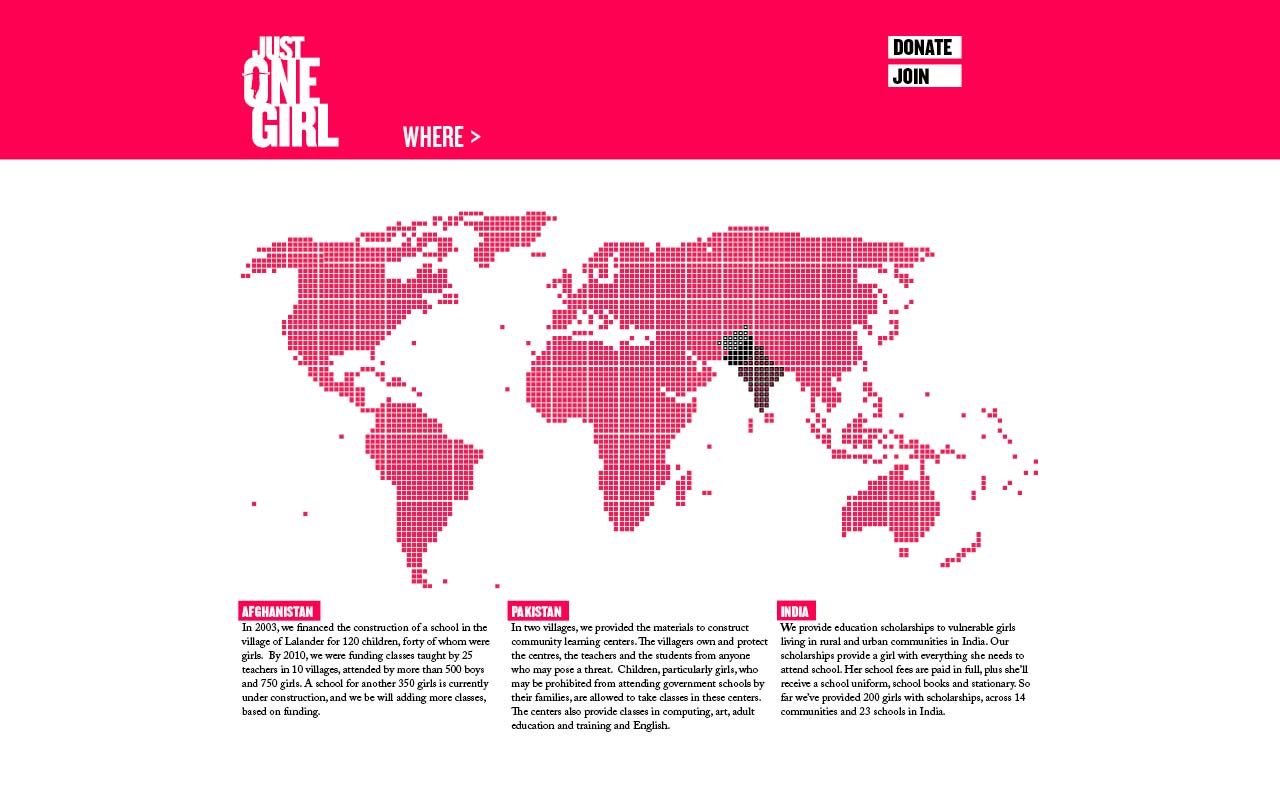 JUST
ONE
GIRL
DONATE
JOIN
WHERE >
AFGHANISTAN
In 2003, we financed the construction of a school in the
village of Lalander for 120 children, forty of whom were
girls.  By 2010, we were funding classes taught by 25
teachers in 10 villages, attended by more than 500 boys
and 750 girls. A school for another 350 girls is currently
under construction, and we be will adding more classes,
based on funding.
PAKISTAN
In two villages, we provided the materials to construct
community learning centers. The villagers own and protect
the centres, the teachers and the students from anyone
who may pose a threat.  Children, particularly girls, who
may be prohibited from attending government schools by
their families, are allowed to take classes in these centers.
The centers also provide classes in computing, art, adult
education and training and English.
INDIA
We provide education scholarships to vulnerable girls
living in rural and urban communities in India. Our
scholarships provide a girl with everything she needs to
attend school. Her school fees are paid in full, plus she'll
receive a school uniform, school books and stationary. So
far we've provided 200 girls with scholarships, across 14
communities and 23 schools in India.